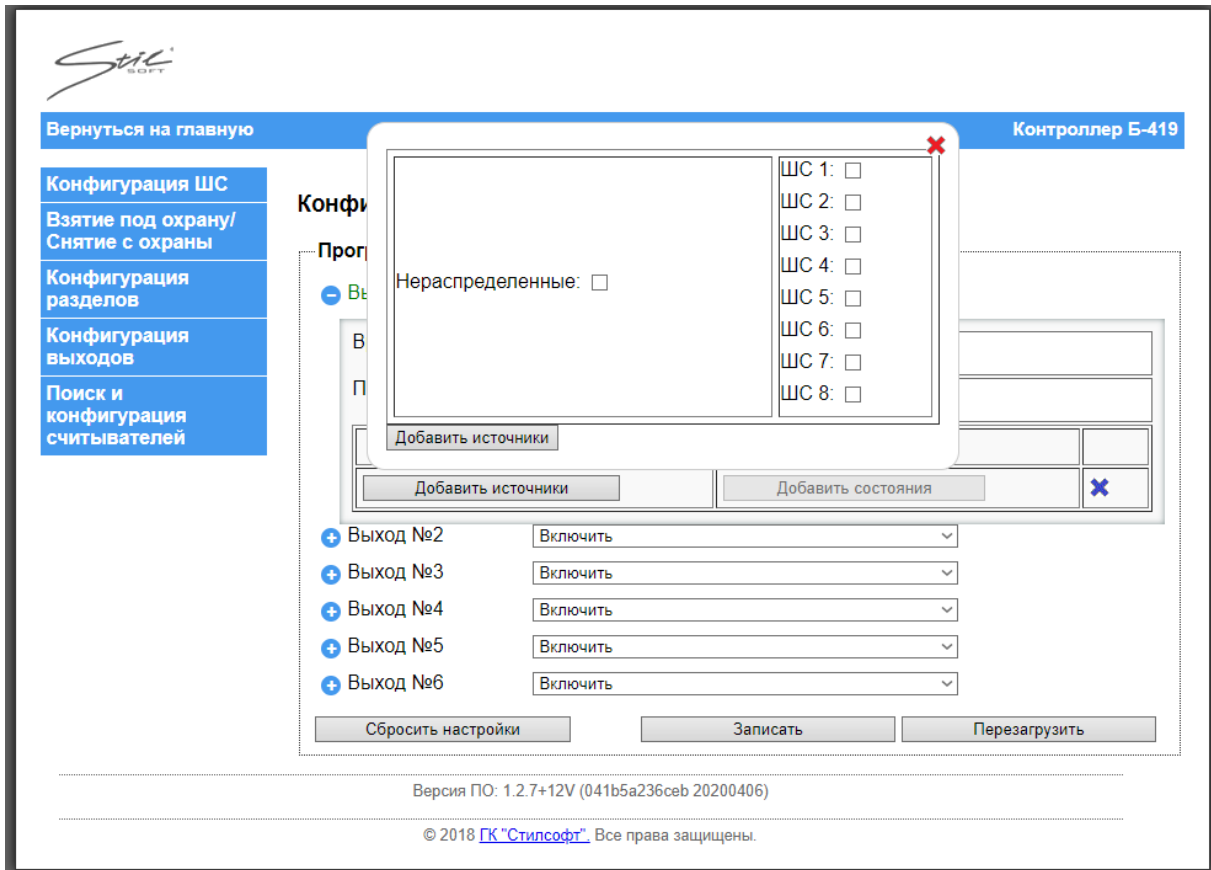 Stil
SOFT
Вернуться на главную
Контроллер Б-419
Конфигурация ШС
Взятие под охрану/
Снятие с охраны
Конфигурация
разделов
Конфигурация
выходов
Поиск и
конфигурация
считывателей
Нераспределенные:
ШС 1:
ШС 2:
ШС 3:
ШС 4:
ШС 5:
ШС 6:
ШС 7:
ШС 8:
Добавить источники
Добавить источники
Добавить состояния
Выход №2
Включить
Выход №3
Включить
Выход №4
Включить
Выход №5
Включить
Выход №6
Включить
Сбросить настройки
Записать
Перезагрузить
Версия ПО: 1.2.7+12V (041b5a236ceb 20200406)
© 2018 ГК "Стилсофт". Все права защищены.